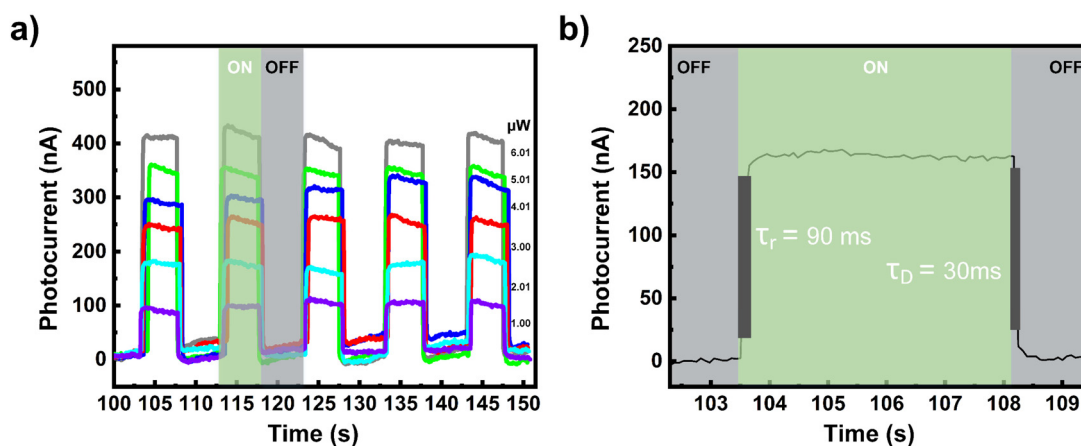 a)
ON
OFF
µW
6.01
5.01
4.01
3.00
2.01
1.00
500
400
300
200
100
0
Photocurrent (nA)
100 105 110 115 120 125 130 135 140 145 150
Time (s)
b)
OFF
ON
OFF
τr = 90 ms
τD = 30ms
250
200
150
100
50
0
Photocurrent (nA)
103 104 105 106 107 108 109
Time (s)